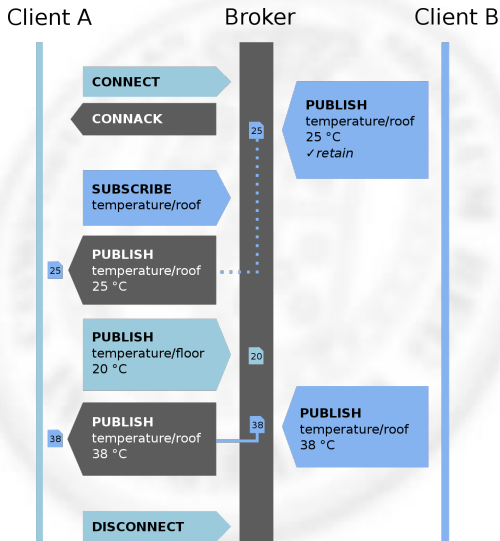 Client A
Broker
Client B
CONNECT
CONNACK
PUBLISH
temperature/roof
25 °C
✓retain
25
SUBSCRIBE
temperature/roof
PUBLISH
temperature/roof
25 °C
25
PUBLISH
temperature/floor
20 °C
20
PUBLISH
temperature/roof
38 °C
38
38
PUBLISH
temperature/roof
38 °C
DISCONNECT